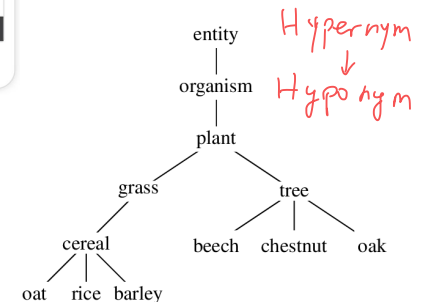 entity
Hypernym
↓
organism
Hyponym
plant
grass
tree
cereal
beech chestnut oak
oat rice barley